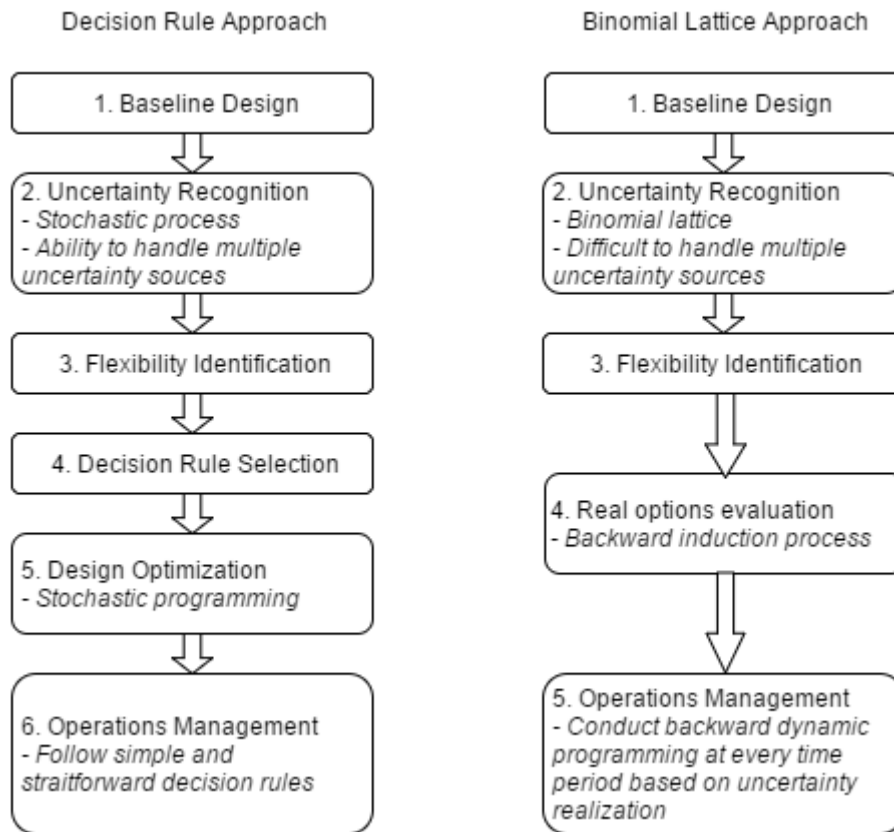 Decision Rule Approach
1. Baseline Design
2. Uncertainty Recognition
- Stochastic process
- Ability to handle multiple
uncertainty souces
3. Flexibility Identification
4. Decision Rule Selection
5. Design Optimization
- Stochastic programming
6. Operations Management
- Follow simple and
straitforward decision rules
Binomial Lattice Approach
1. Baseline Design
2. Uncertainty Recognition
- Binomial lattice
- Difficult to handle multiple
uncertainty sources
3. Flexibility Identification
4. Real options evaluation
- Backward induction process
5. Operations Management
- Conduct backward dynamic
programming at every time
period based on uncertainty
realization